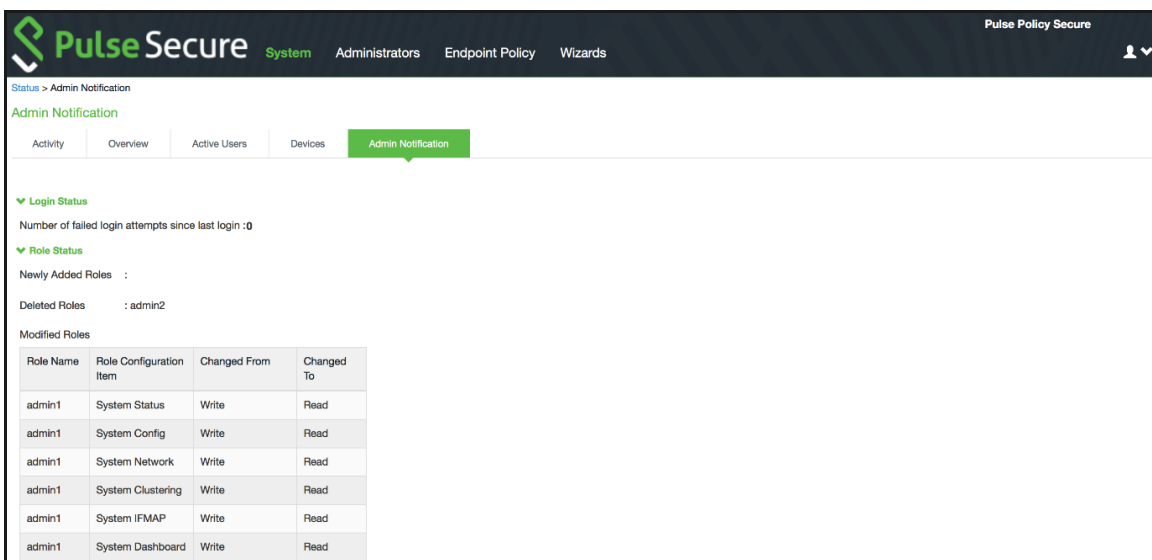 Pulse Policy Secure
Pulse Secure System Administrators Endpoint Policy Wizards
Status > Admin Notification
Admin Notification
Activity Overview Active Users Devices Admin Notification
Login Status
Number of failed login attempts since last login :0
Role Status
Newly Added Roles :
Deleted Roles : admin2
Modified Roles
Role Name Role Configuration Item Changed From Changed To
admin1 System Status Write Read
admin1 System Config Write Read
admin1 System Network Write Read
admin1 System Clustering Write Read
admin1 System IFMAP Write Read
admin1 System Dashboard Write Read